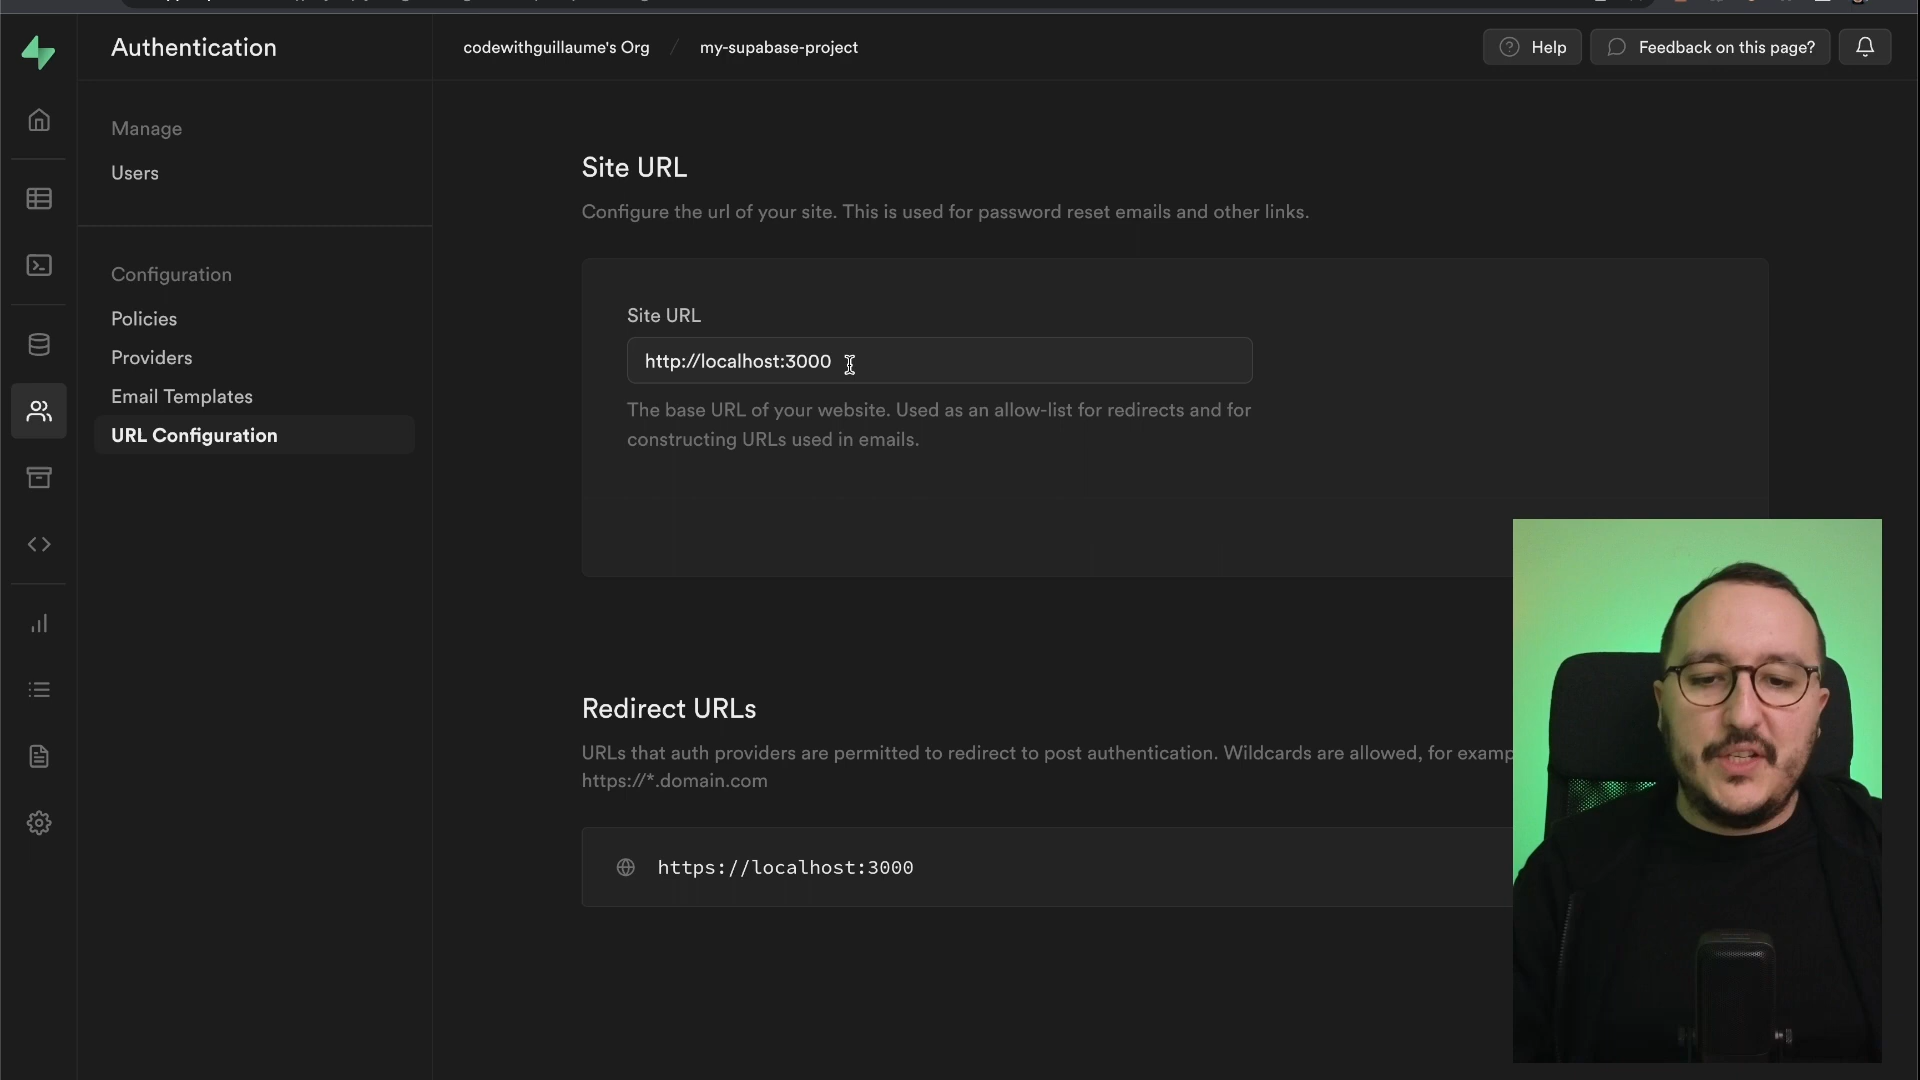 Authentication
codewithguillaume's Org / my-supabase-project
Help
Feedback on this page?
Manage
Users
Configuration
Policies
Providers
Email Templates
URL Configuration
Site URL
Configure the url of your site. This is used for password reset emails and other links.
Site URL
http://localhost:3000
The base URL of your website. Used as an allow-list for redirects and for
constructing URLs used in emails.
Redirect URLs
URLs that auth providers are permitted to redirect to post authentication. Wildcards are allowed, for examp
https://*.domain.com
https://localhost:3000